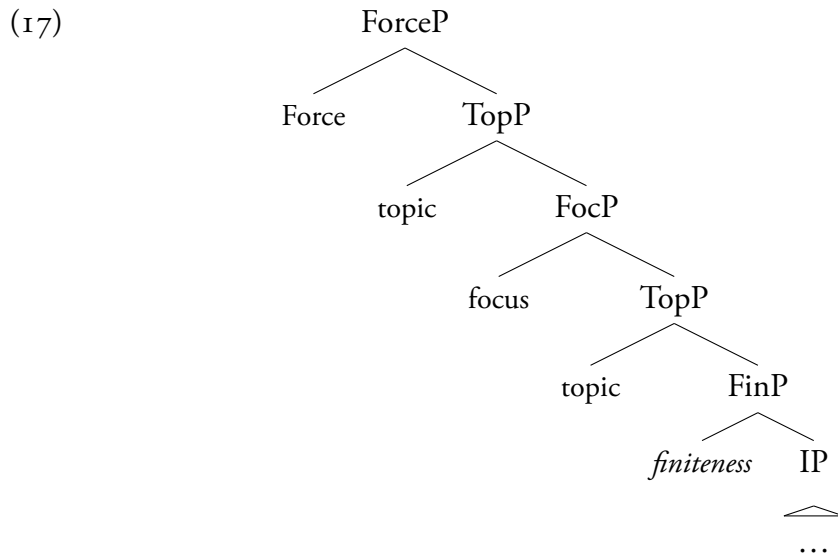 (17)
ForceP
Force TopP
topic FocP
focus TopP
topic FinP
finiteness IP
...